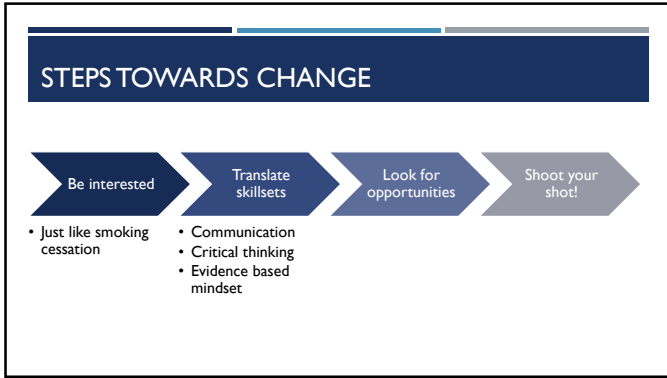 STEPS TOWARDS CHANGE
Be interested
• Just like smoking
cessation
Translate
skillsets
• Communication
• Critical thinking
• Evidence based
mindset
Look for
opportunities
Shoot your
shot!